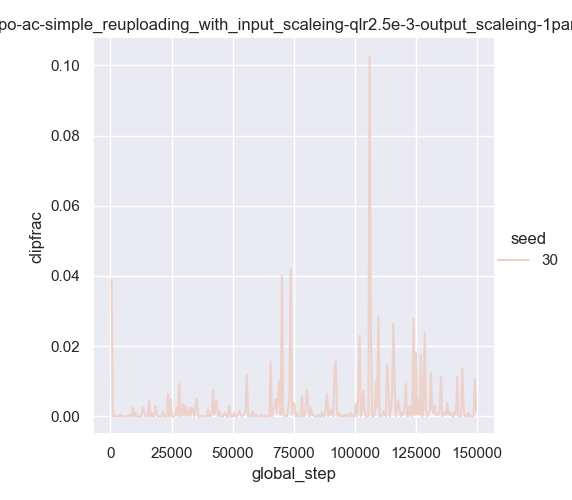 po-ac-simple_reuploading_with_input_scaleing-qlr2.5e-3-output_scaleing-1par
0.10
0.08
0.06
0.04
0.02
0.00
clipfrac
0 25000 50000 75000 100000 125000 150000
global_step
seed
30